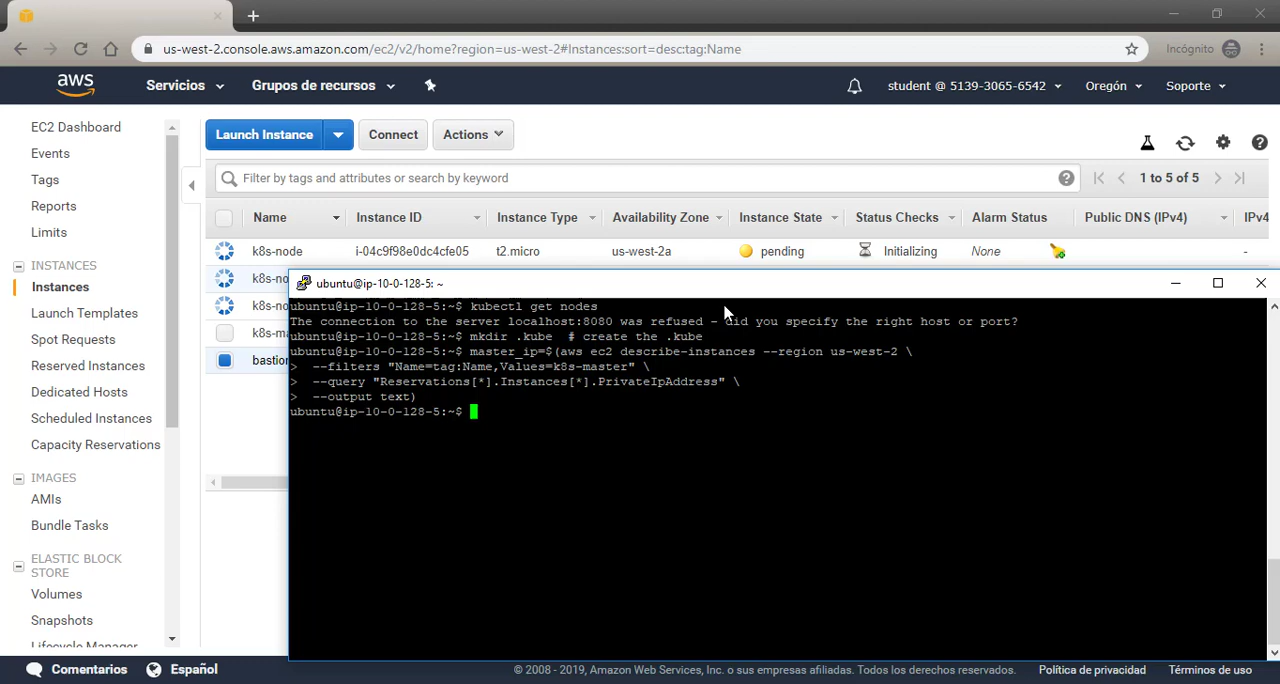 us-west-2.console.aws.amazon.com/ec2/v2/home?region=us-west-2#Instances:sort=desc:tag:Name
Incógnito
aws
Servicios
Grupos de recursos
student @ 5139-3065-6542
Oregón
Soporte
EC2 Dashboard
Events
Tags
Reports
Limits
INSTANCES
Instances
Launch Templates
Spot Requests
Reserved Instances
Dedicated Hosts
Scheduled Instances
Capacity Reservations
IMAGES
AMIs
Bundle Tasks
ELASTIC BLOCK
STORE
Volumes
Snapshots
Lifecycle Manager
Launch Instance
Connect
Actions
Filter by tags and attributes or search by keyword
1 to 5 of 5
Name Instance ID Instance Type Availability Zone Instance State Status Checks Alarm Status Public DNS (IPv4) IPv4
k8s-node i-04c9f98e0dc4cfe05 t2.micro us-west-2a pending Initializing None -
k8s-no
k8s-no
k8s-ma
bastion
ubuntu@ip-10-0-128-5: ~
ubuntu@ip-10-0-128-5:~$ kubectl get nodes
The connection to the server localhost:8080 was refused - did you specify the right host or port?
ubuntu@ip-10-0-128-5:~$ mkdir .kube  # create the .kube
ubuntu@ip-10-0-128-5:~$ master_ip=$(aws ec2 describe-instances --region us-west-2 \
>  --filters "Name=tag:Name,Values=k8s-master" \
>  --query "Reservations[*].Instances[*].PrivateIpAddress" \
>  --output text)
ubuntu@ip-10-0-128-5:~$
Comentarios
Español
© 2008 - 2019, Amazon Web Services, Inc. o sus empresas afiliadas. Todos los derechos reservados.
Política de privacidad
Términos de uso